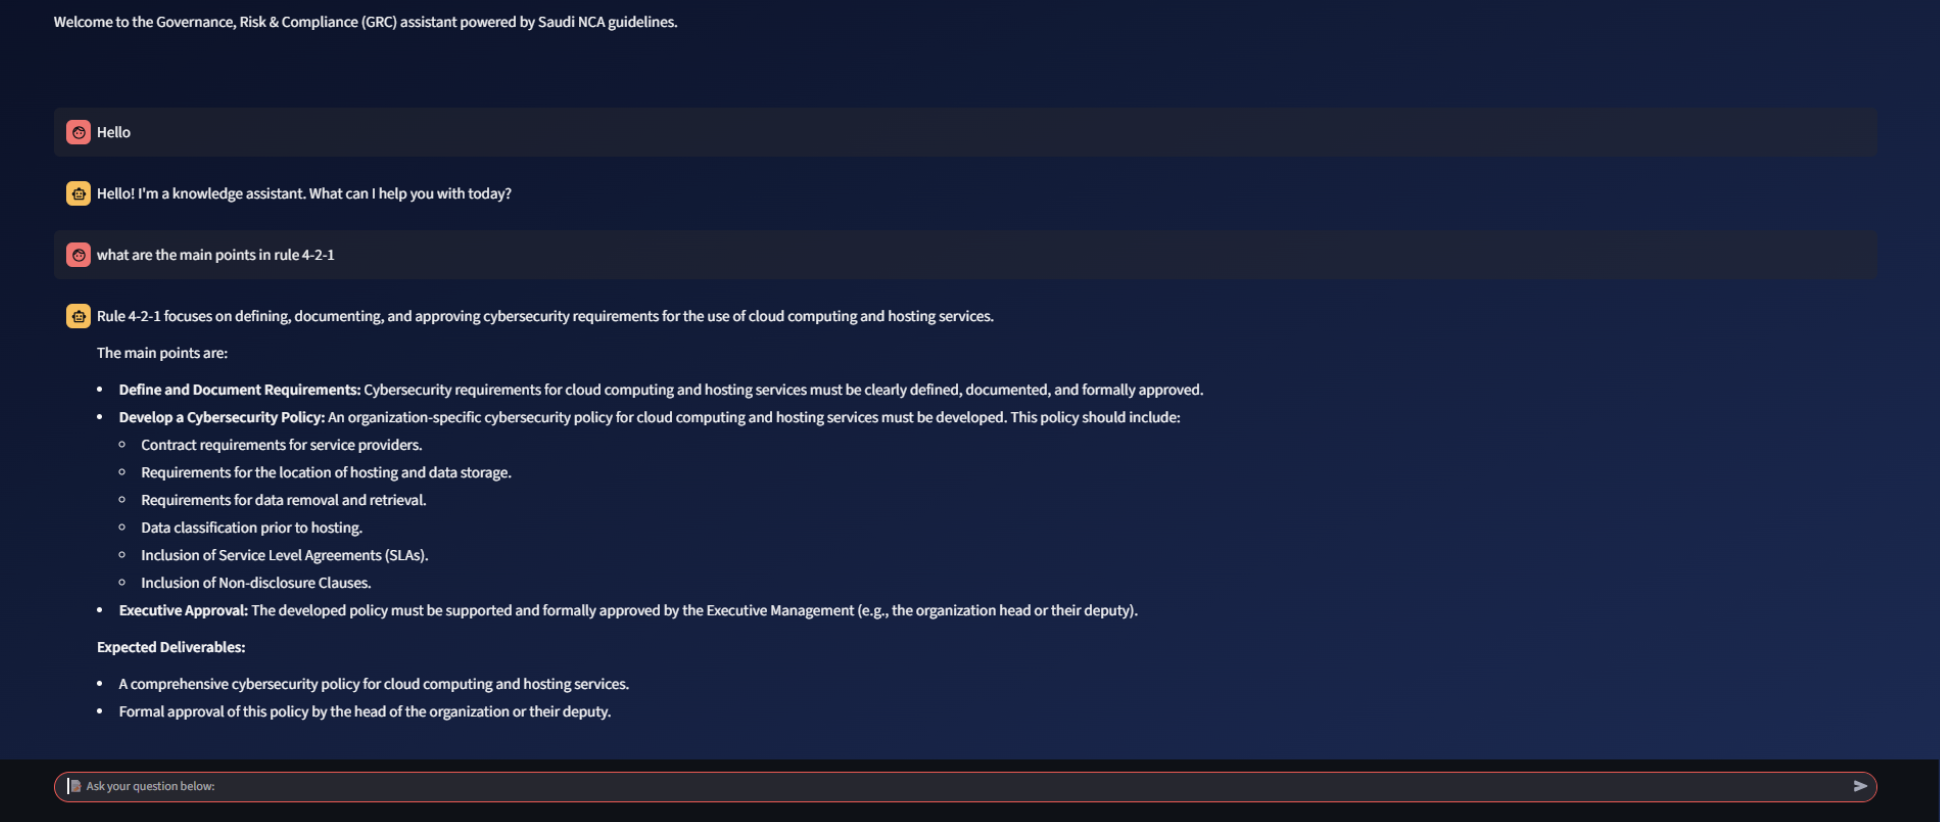 Welcome to the Governance, Risk & Compliance (GRC) assistant powered by Saudi NCA guidelines.
Hello
Hello! I'm a knowledge assistant. What can I help you with today?
what are the main points in rule 4-2-1
Rule 4-2-1 focuses on defining, documenting, and approving cybersecurity requirements for the use of cloud computing and hosting services.
The main points are:
Define and Document Requirements: Cybersecurity requirements for cloud computing and hosting services must be clearly defined, documented, and formally approved.
Develop a Cybersecurity Policy: An organization-specific cybersecurity policy for cloud computing and hosting services must be developed. This policy should include:
Contract requirements for service providers.
Requirements for the location of hosting and data storage.
Requirements for data removal and retrieval.
Data classification prior to hosting.
Inclusion of Service Level Agreements (SLAs).
Inclusion of Non-disclosure Clauses.
Executive Approval: The developed policy must be supported and formally approved by the Executive Management (e.g., the organization head or their deputy).
Expected Deliverables:
A comprehensive cybersecurity policy for cloud computing and hosting services.
Formal approval of this policy by the head of the organization or their deputy.
Ask your question below: